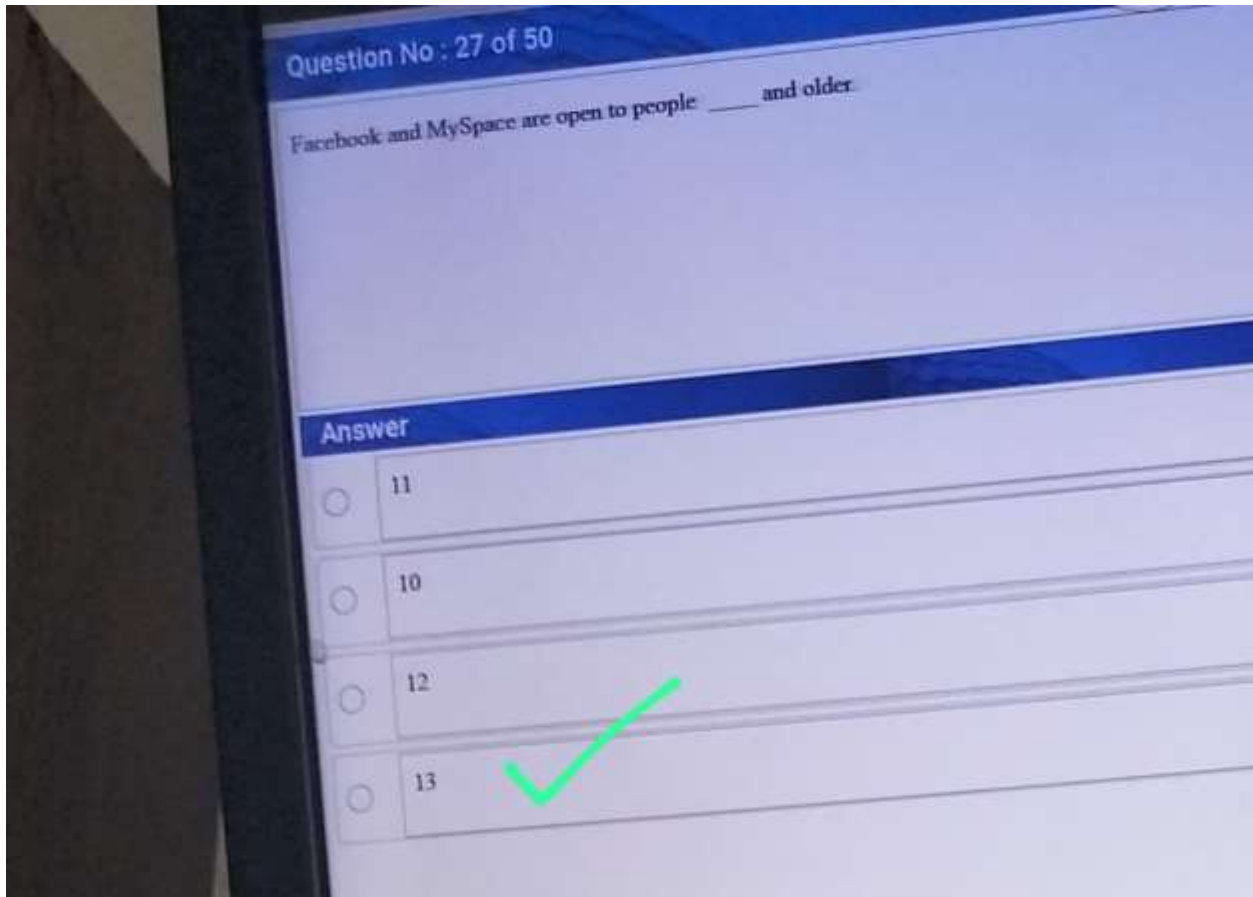 Question No : 27 of 50
Facebook and MySpace are open to people ____ and older.
Answer
11
10
12
13